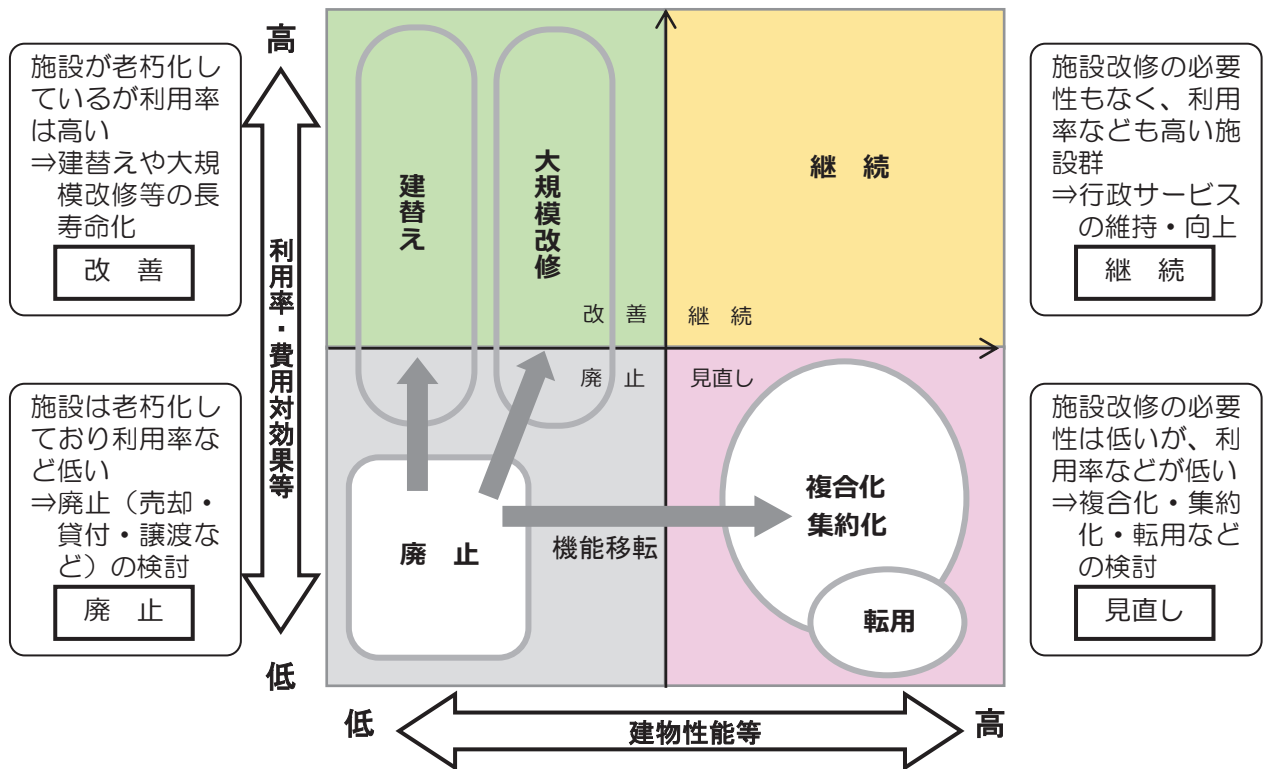 高
施設が老朽化し
ているが利用率
は高い
⇒建替えや大規
模改修等の長
寿命化
改　善
施設は老朽化し
ており利用率な
ど低い
⇒廃止（売却・
貸付・譲渡な
ど）の検討
廃　止
利用率・費用対効果等
低
建替え
大規模改修
継　続
改　善
継　続
廃　止
見直し
廃　止
機能移転
複合化
集約化
転用
施設改修の必要
性もなく、利用
率なども高い施
設群
⇒行政サービス
の維持・向上
継　続
施設改修の必要
性は低いが、利
用率などが低い
⇒複合化・集約
化・転用など
の検討
見直し
低
建物性能等
高